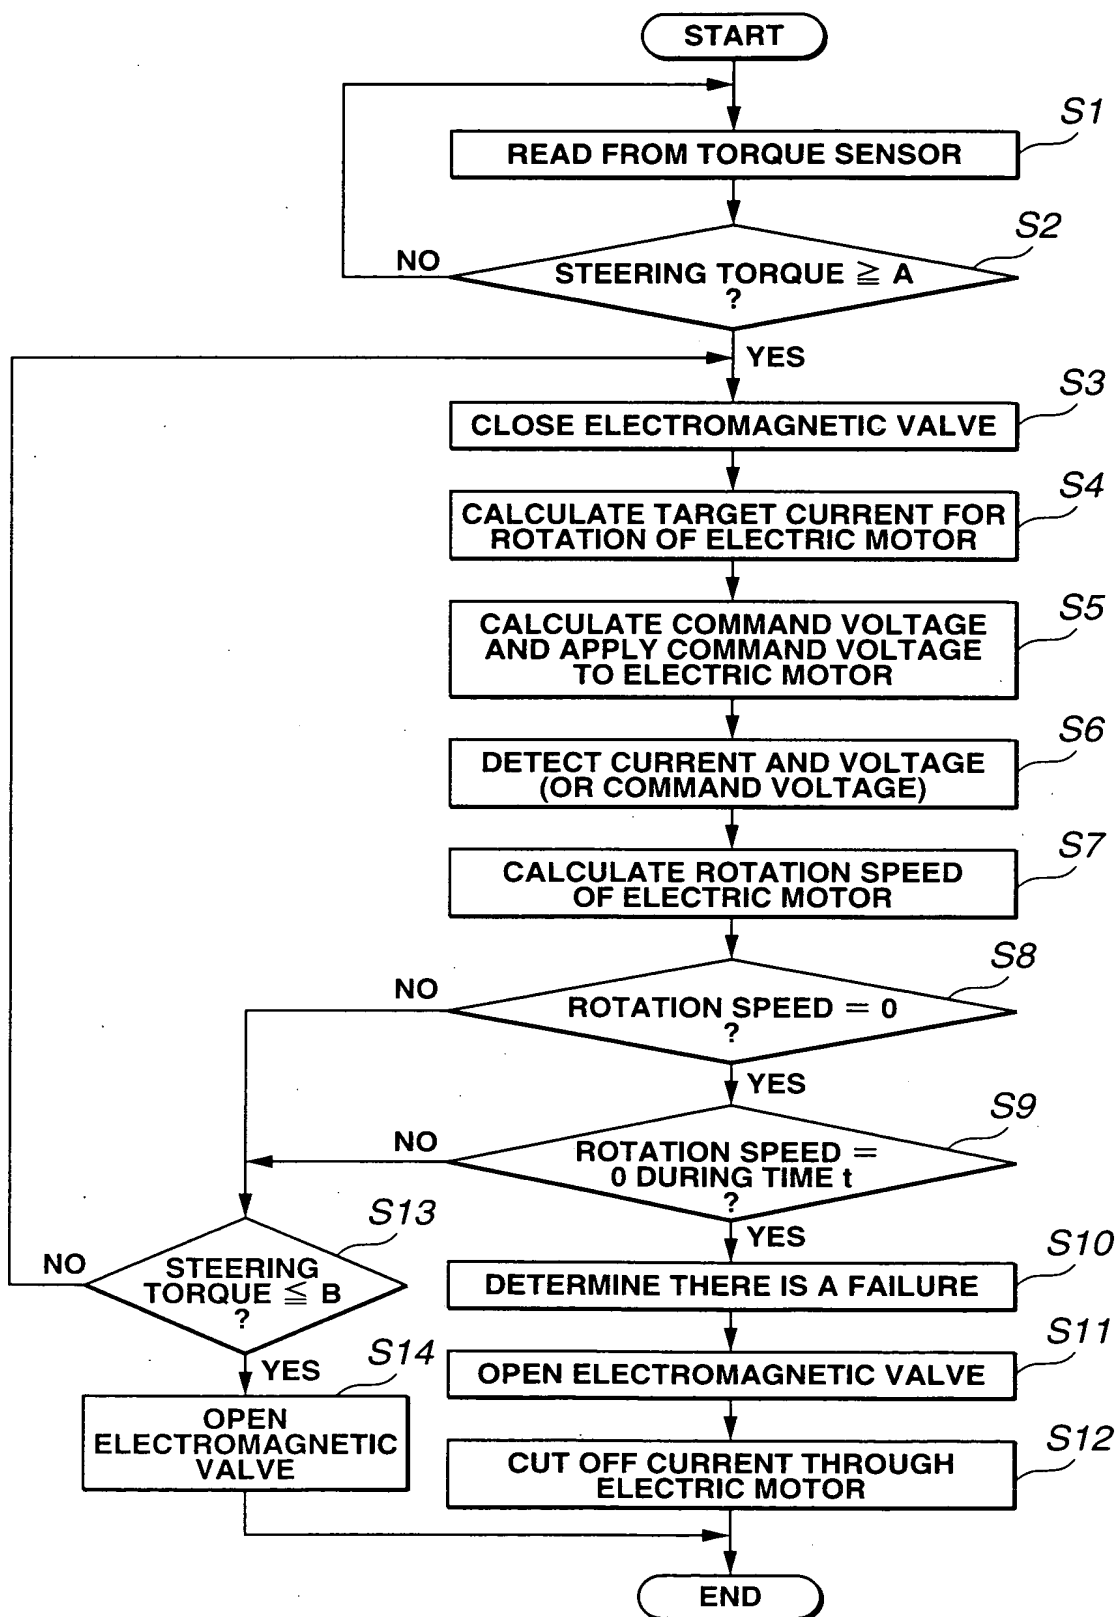 START
S1
READ FROM TORQUE SENSOR
S2
NO
STEERING TORQUE ≧ A
?
YES
S3
CLOSE ELECTROMAGNETIC VALVE
S4
CALCULATE TARGET CURRENT FOR
ROTATION OF ELECTRIC MOTOR
S5
CALCULATE COMMAND VOLTAGE
AND APPLY COMMAND VOLTAGE
TO ELECTRIC MOTOR
S6
DETECT CURRENT AND VOLTAGE
(OR COMMAND VOLTAGE)
S7
CALCULATE ROTATION SPEED
OF ELECTRIC MOTOR
S8
NO
ROTATION SPEED = 0
?
YES
S9
NO
ROTATION SPEED =
0 DURING TIME t
?
YES
S13
NO
STEERING
TORQUE ≦ B
?
YES
S10
DETERMINE THERE IS A FAILURE
S11
OPEN ELECTROMAGNETIC VALVE
S14
OPEN
ELECTROMAGNETIC
VALVE
S12
CUT OFF CURRENT THROUGH
ELECTRIC MOTOR
END